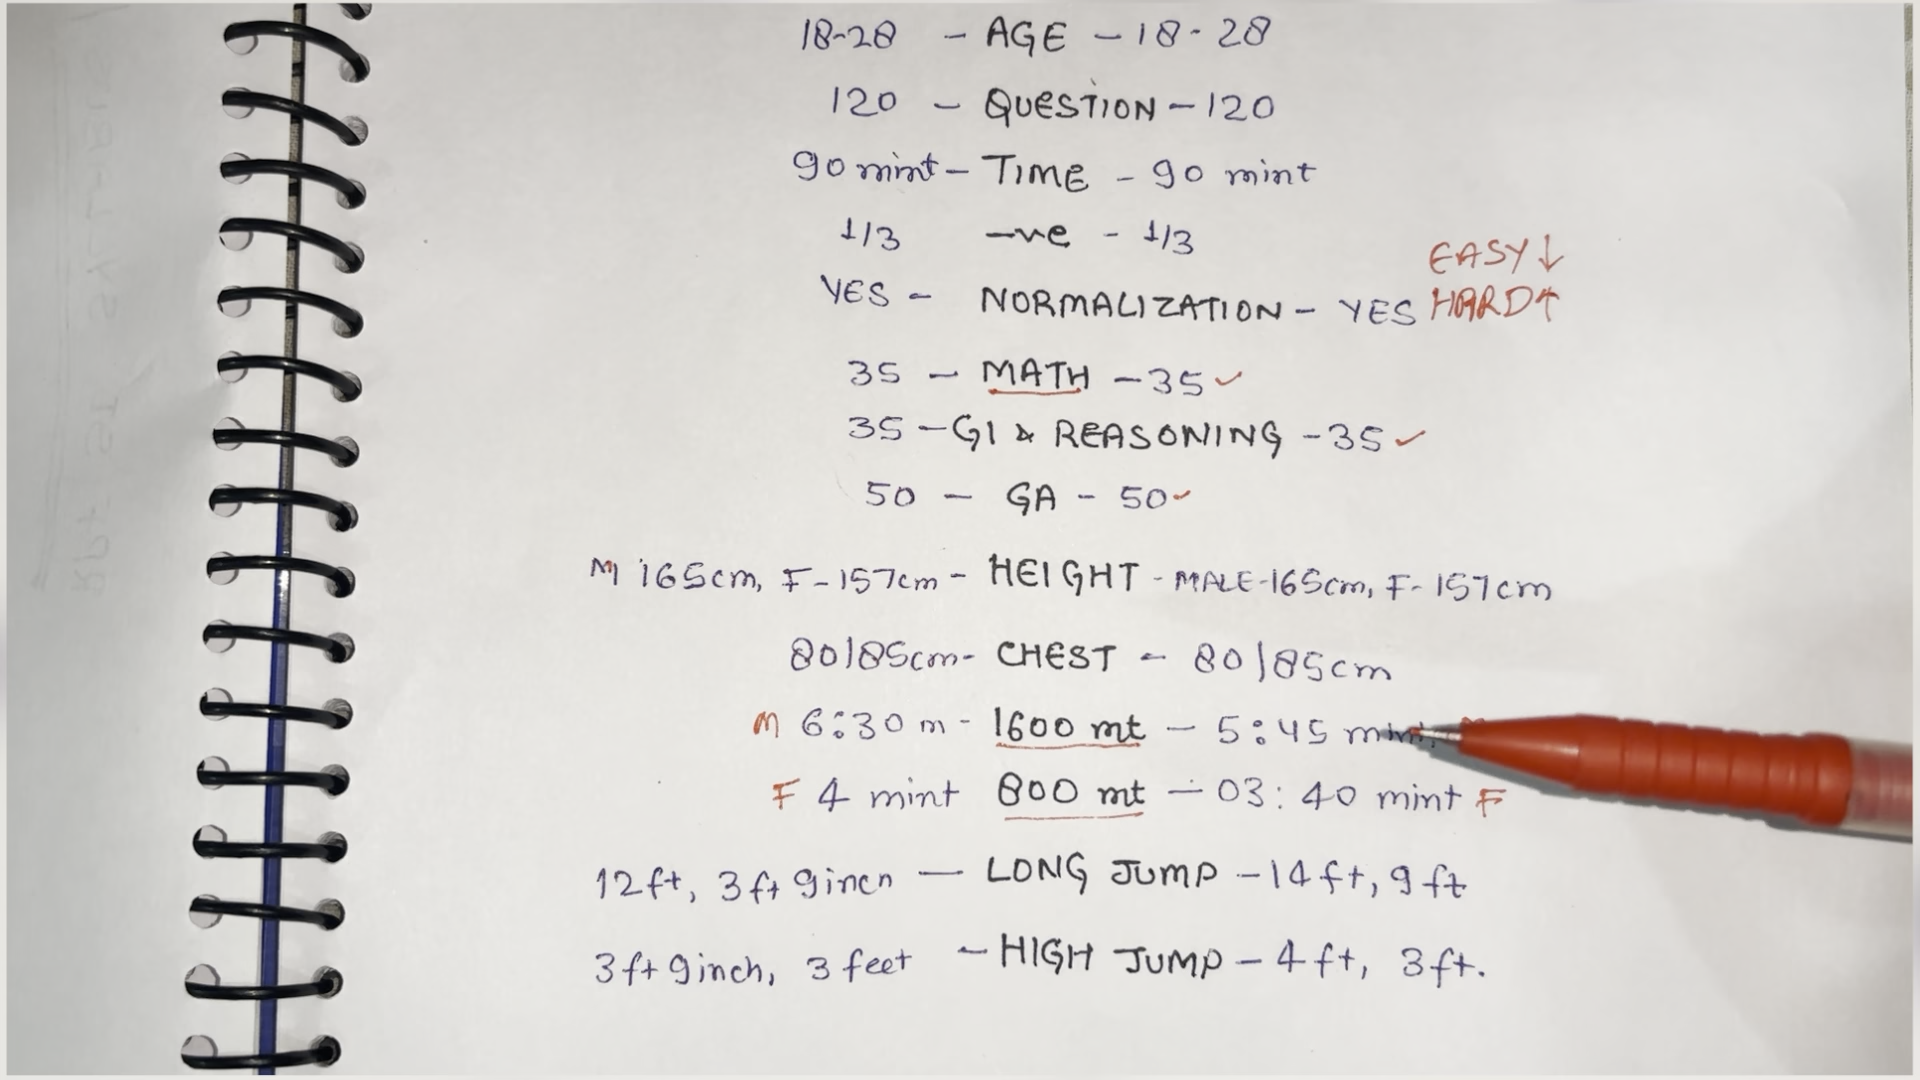 18-28 - AGE - 18-28
120 - QUESTION - 120
90 mint - TIME - 90 mint
1/3 -ve - 1/3
EASY↓
YES - NORMALIZATION - YES HARD↑
35 - MATH - 35 ✓
35 - GI & REASONING - 35 ✓
50 - GA - 50 ✓
M 165cm, F-157cm - HEIGHT - MALE-165cm, F-157cm
80/85cm - CHEST - 80/85cm
M 6:30 m - 1600 mt - 5:45
F 4 mint 800 mt - 03:40 mint F
12ft, 3ft 9inch - LONG JUMP - 14ft, 9ft
3ft 9inch, 3 feet - HIGH JUMP - 4ft, 3ft.